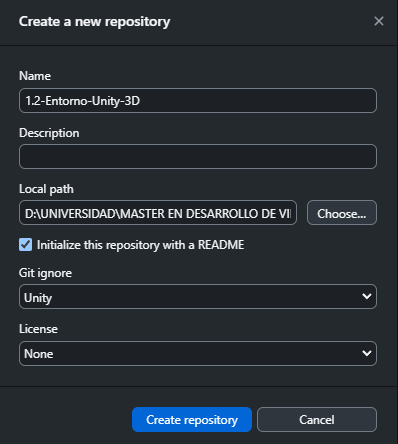 Create a new repository
Name
1.2-Entorno-Unity-3D
Description
Local path
D:\UNIVERSIDAD\MASTER EN DESARROLLO DE VI
Choose...
Initialize this repository with a README
Git ignore
Unity
License
None
Create repository
Cancel